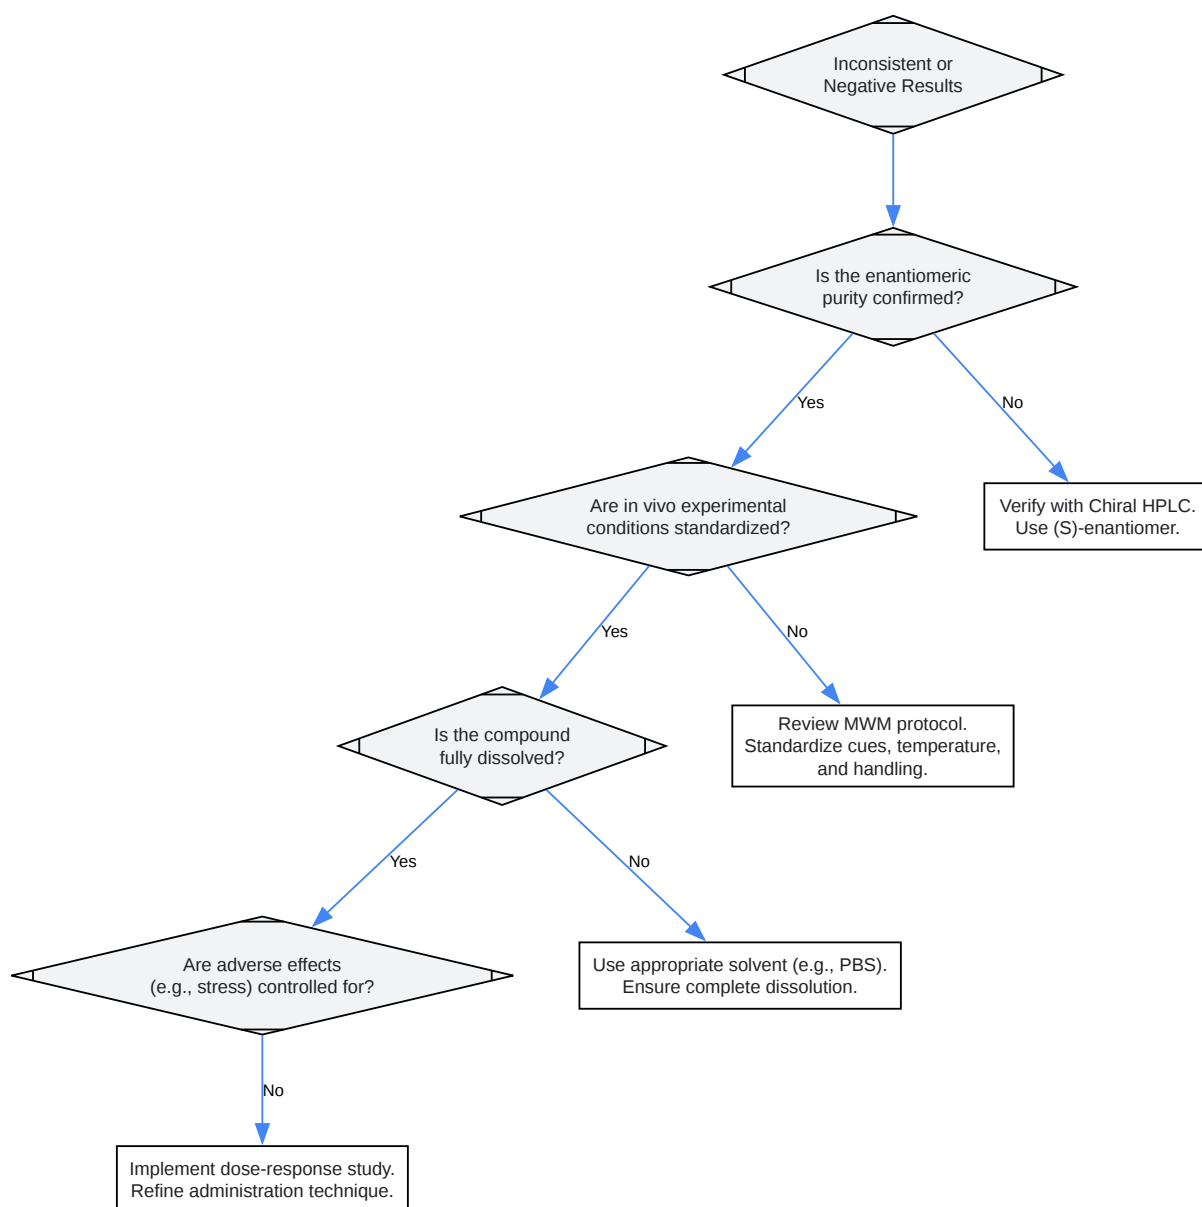 Inconsistent or
Negative Results
Is the enantiomeric
purity confirmed?
Yes
No
Are in vivo experimental
conditions standardized?
Verify with Chiral HPLC.
Use (S)-enantiomer.
Yes
No
Is the compound
fully dissolved?
Review MWM protocol.
Standardize cues, temperature,
and handling.
Yes
No
Are adverse effects
(e.g., stress) controlled for?
Use appropriate solvent (e.g., PBS).
Ensure complete dissolution.
No
Implement dose-response study.
Refine administration technique.